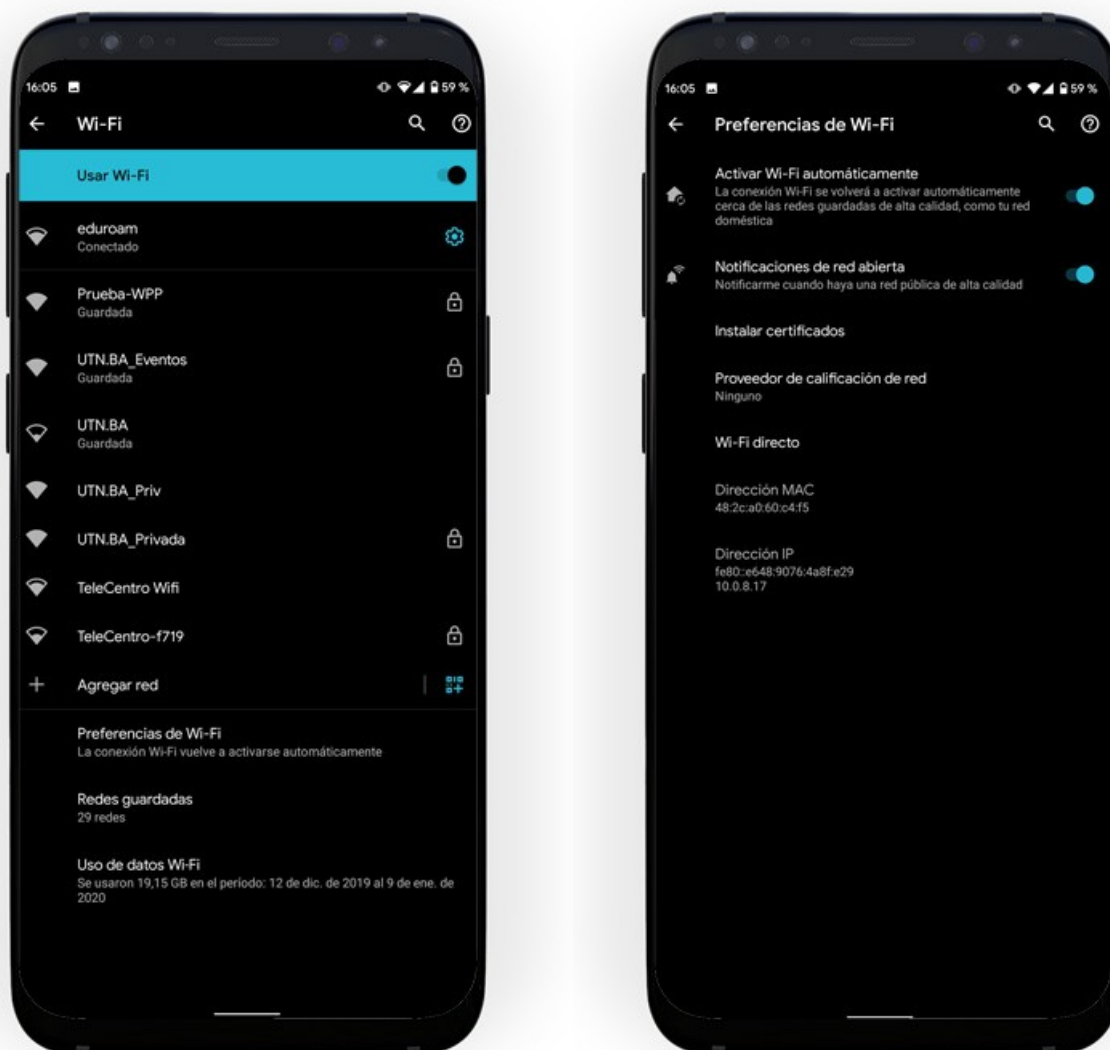 16:05
59 %
Wi-Fi
Usar Wi-Fi
eduroam
Conectado
Prueba-WPP
Guardada
UTN.BA_Eventos
Guardada
UTN.BA
Guardada
UTN.BA_Priv
UTN.BA_Privada
TeleCentro Wifi
TeleCentro-f719
Agregar red
Preferencias de Wi-Fi
La conexión Wi-Fi vuelve a activarse automáticamente
Redes guardadas
29 redes
Uso de datos Wi-Fi
Se usaron 19,15 GB en el período: 12 de dic. de 2019 al 9 de ene. de
2020
16:05
59 %
Preferencias de Wi-Fi
Activar Wi-Fi automáticamente
La conexión Wi-Fi se volverá a activar automáticamente
cerca de las redes guardadas de alta calidad, como tu red
doméstica
Notificaciones de red abierta
Notificarme cuando haya una red pública de alta calidad
Instalar certificados
Proveedor de calificación de red
Ninguno
Wi-Fi directo
Dirección MAC
48:2c:a0:60:c4:f5
Dirección IP
fe80::e648:9076:4a8f:e29
10.0.8.17